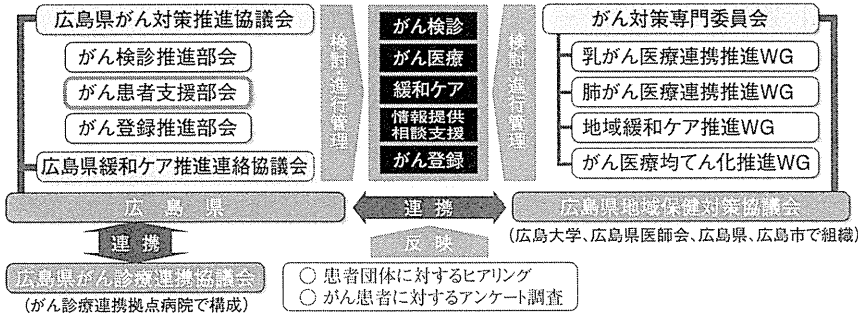 広島県がん対策推進協議会
がん検診推進部会
がん患者支援部会
がん登録推進部会
広島県緩和ケア推進連絡協議会
検討・進行管理
がん検診
がん医療
緩和ケア
情報提供
相談支援
がん登録
検討・進行管理
がん対策専門委員会
乳がん医療連携推進WG
肺がん医療連携推進WG
地域緩和ケア推進WG
がん医療均てん化推進WG
広島県
連携
広島県地域保健対策協議会
(広島大学、広島県医師会、広島県、広島市で組織)
連携
反映
広島県がん診療連携協議会
(がん診療連携拠点病院で構成)
○ 患者団体に対するヒアリング
○ がん患者に対するアンケート調査